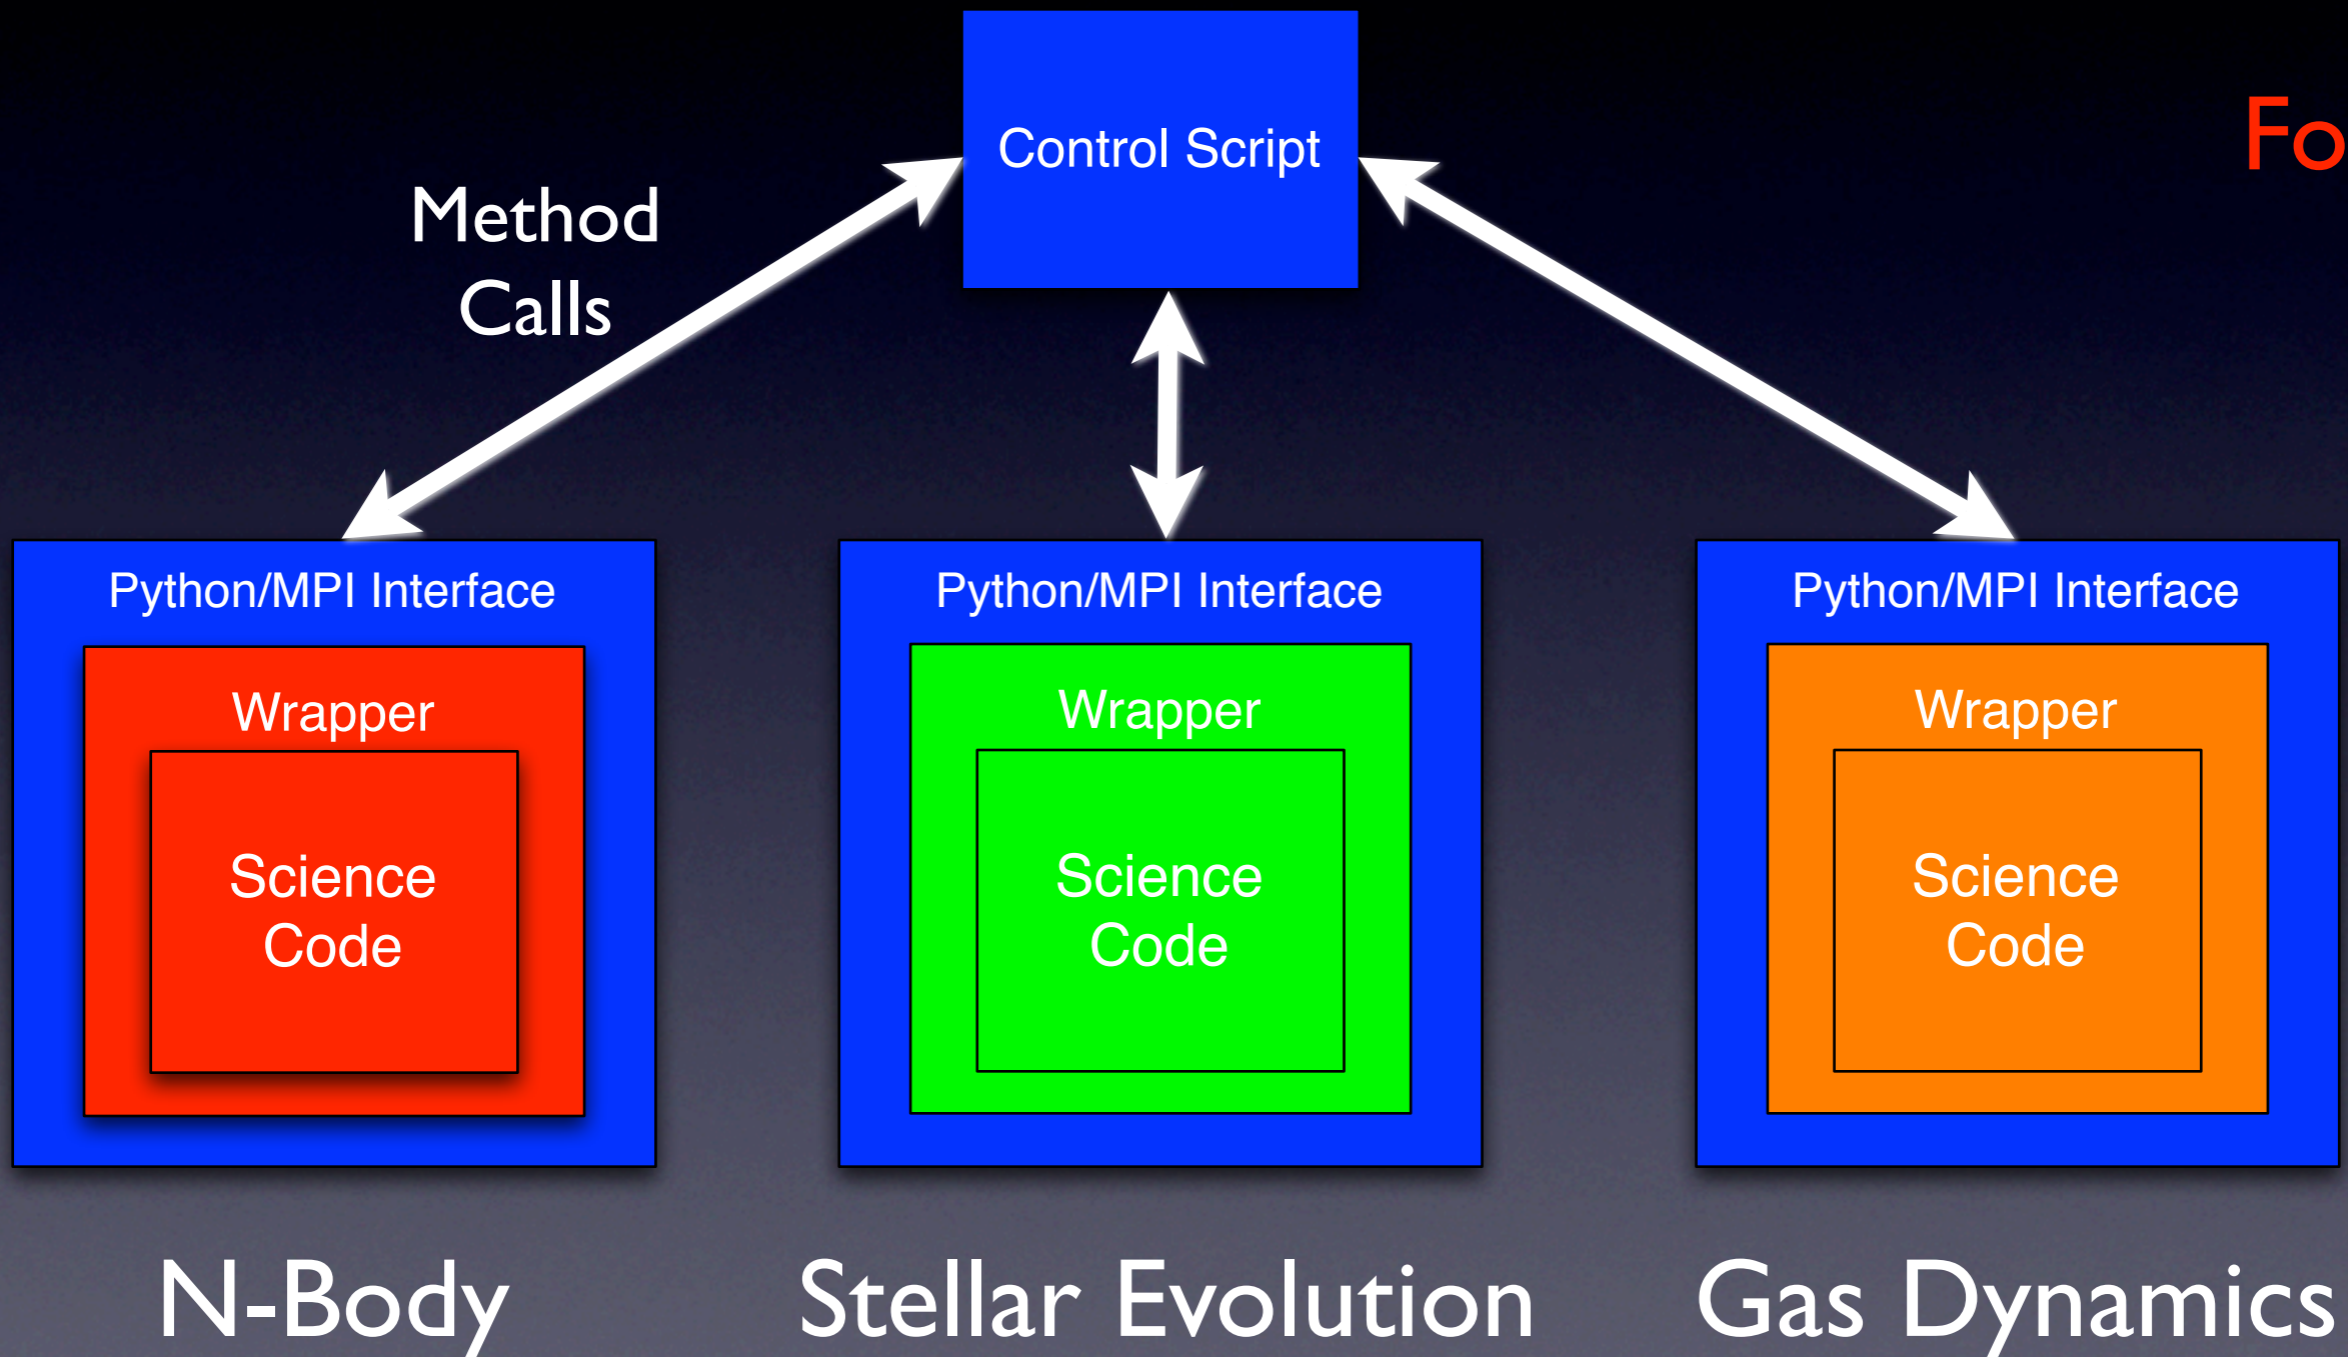 Control Script
Fo
Method
Calls
Python/MPI Interface
Python/MPI Interface
Python/MPI Interface
Wrapper
Wrapper
Wrapper
Science
Code
Science
Code
Science
Code
N-Body
Stellar Evolution
Gas Dynamics